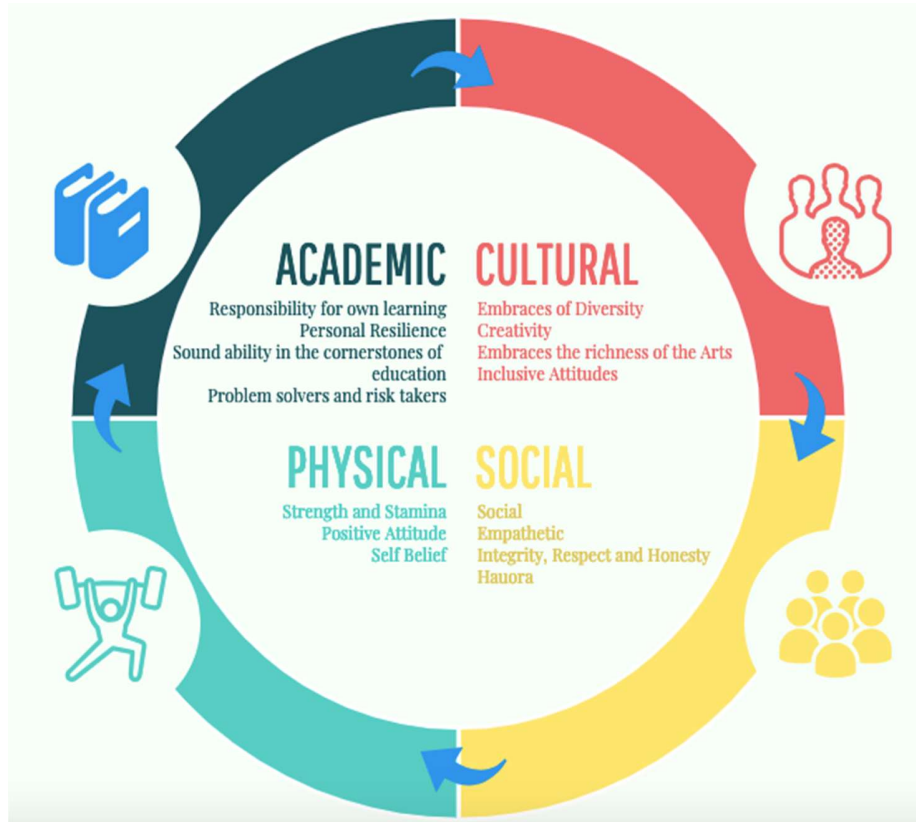 ACADEMIC
Responsibility for own learning
Personal Resilience
Sound ability in the cornerstones of
education
Problem solvers and risk takers
CULTURAL
Embraces of Diversity
Creativity
Embraces the richness of the Arts
Inclusive Attitudes
PHYSICAL
Strength and Stamina
Positive Attitude
Self Belief
SOCIAL
Social
Empathetic
Integrity, Respect and Honesty
Hauora